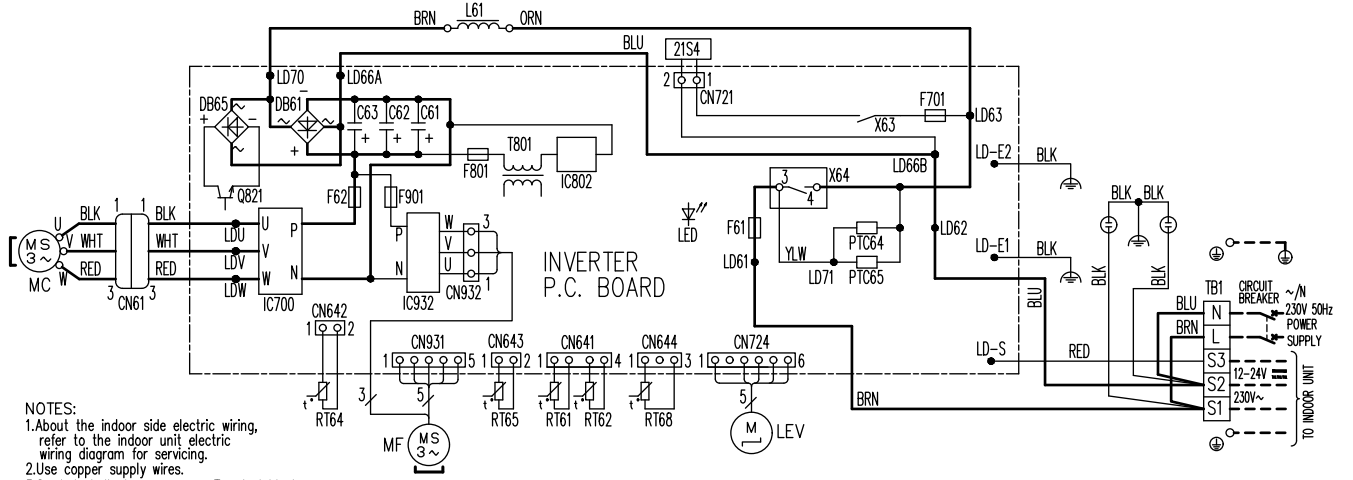 BRN L61 ORN
BLU
21S4
LD70 LD66A
2 1
CN721
DB65 DB61
C63 C62 C61
F701
X63
LD63
T801
F801
IC802
LD66B
LD-E2 BLK
Q821
F62 F901
3 X64
4
LED
F61
PTC64
YLW
LD71 PTC65
LD61
LD62
LD-E1 BLK
BLK BLK
BLK BLK
U BLK 1 1 BLK LDU U P
V WHT WHT LDV V
W RED 3 3 RED LDW W N
MS
3~
MC
CN61
IC700
P W 3
V
N U 1
IC932 CN932
INVERTER
P.C. BOARD
BLU
TB1
CIRCUIT
BREAKER
~/N
230V 50Hz
POWER
SUPPLY
BLU N
BRN L
S3 12-24V
S2 230V~
S1
TO INDOOR UNIT
LD-S RED
BRN
CN642
1 2
CN931
1 5
CN643
1 2
CN641
1 4
CN644
1 3
CN724
1 6
t° RT64
3
5
t° RT65
t° RT61
t° RT62
t° RT68
5
MF
MS
3~
M
LEV
NOTES:
1.About the indoor side electric wiring,
refer to the indoor unit electric
wiring diagram for servicing.
2.Use copper supply wires.